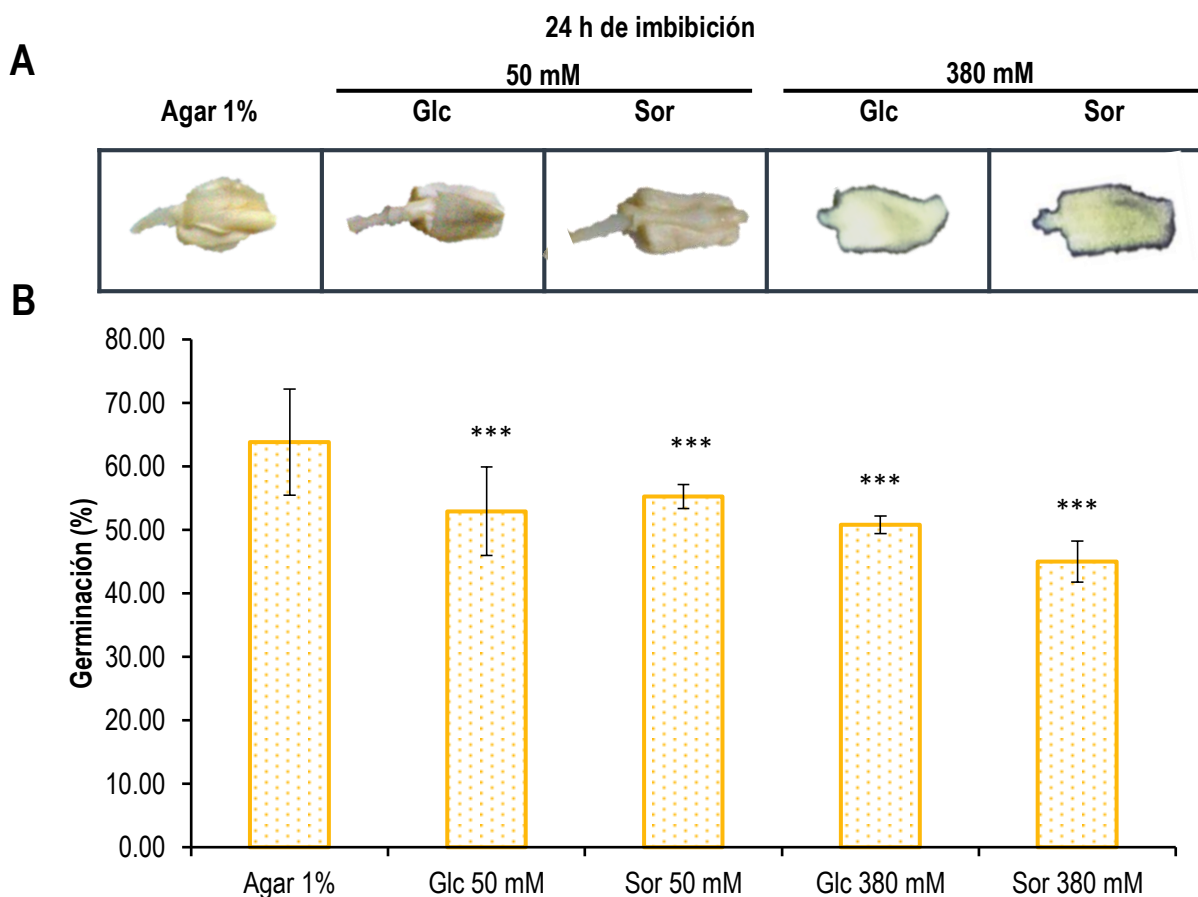 24 h de imbibición
A
50 mM 380 mM
Agar 1% Glc Sor Glc Sor
B
80.00
70.00
60.00
50.00
40.00
30.00
20.00
10.00
0.00
Germinación (%)
*** *** *** ***
Agar 1% Glc 50 mM Sor 50 mM Glc 380 mM Sor 380 mM